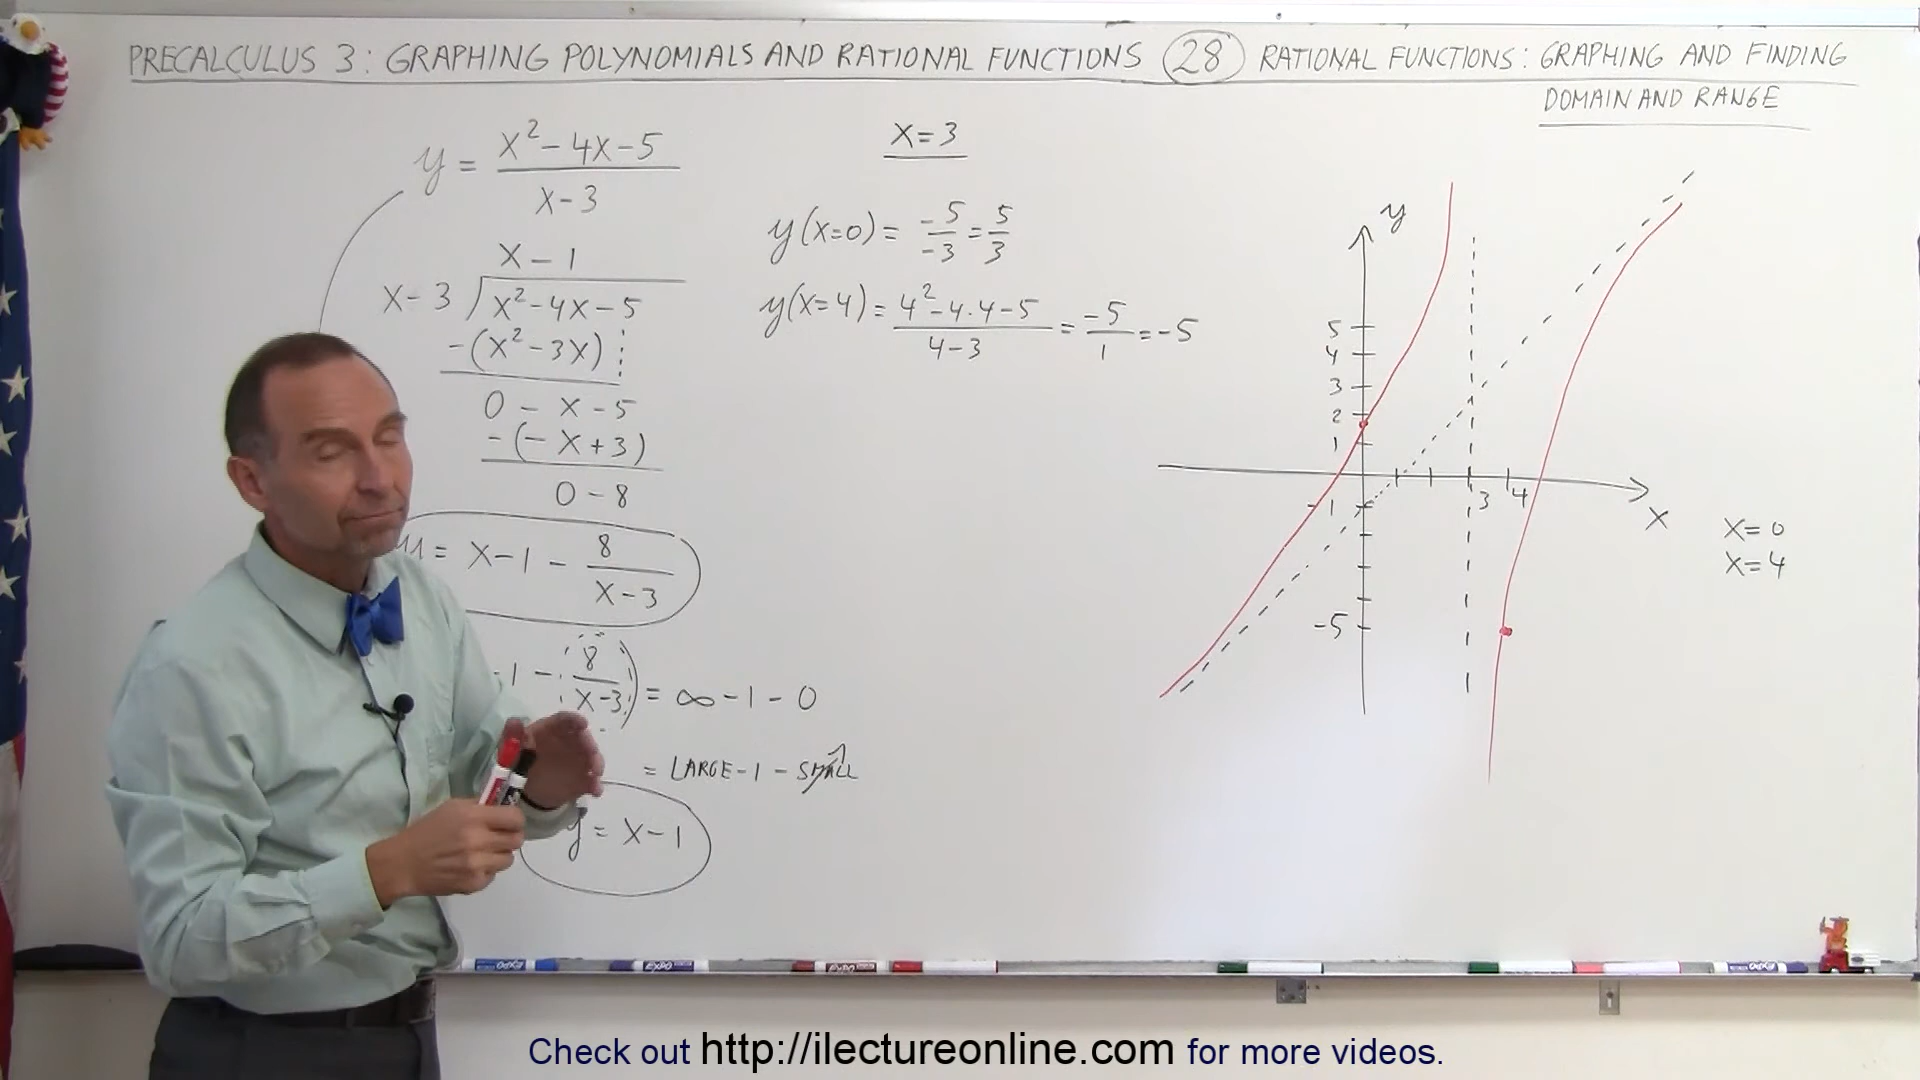 PRECALCULUS 3: GRAPHING POLYNOMIALS AND RATIONAL FUNCTIONS 28 RATIONAL FUNCTIONS: GRAPHING AND FINDING
DOMAIN AND RANGE
y = (x² - 4x - 5) / (x - 3)
x - 1
x - 3 ) x² - 4x - 5
- (x² - 3x)
0 - x - 5
- (- x + 3)
0 - 8
= x - 1 - 8 / (x - 3)
- 1 - (8 / (x - 3)) = ∞ - 1 - 0
= LARGE - 1 - SMALL
y = x - 1
x = 3
y(x=0) = -5 / -3 = 5 / 3
y(x=4) = (4² - 4·4 - 5) / (4 - 3) = -5 / 1 = -5
y
5
4
3
2
1
-1
-5
3
4
x
x = 0
x = 4
EXPO
EXPO
EXPO
Check out http://ilectureonline.com for more videos.